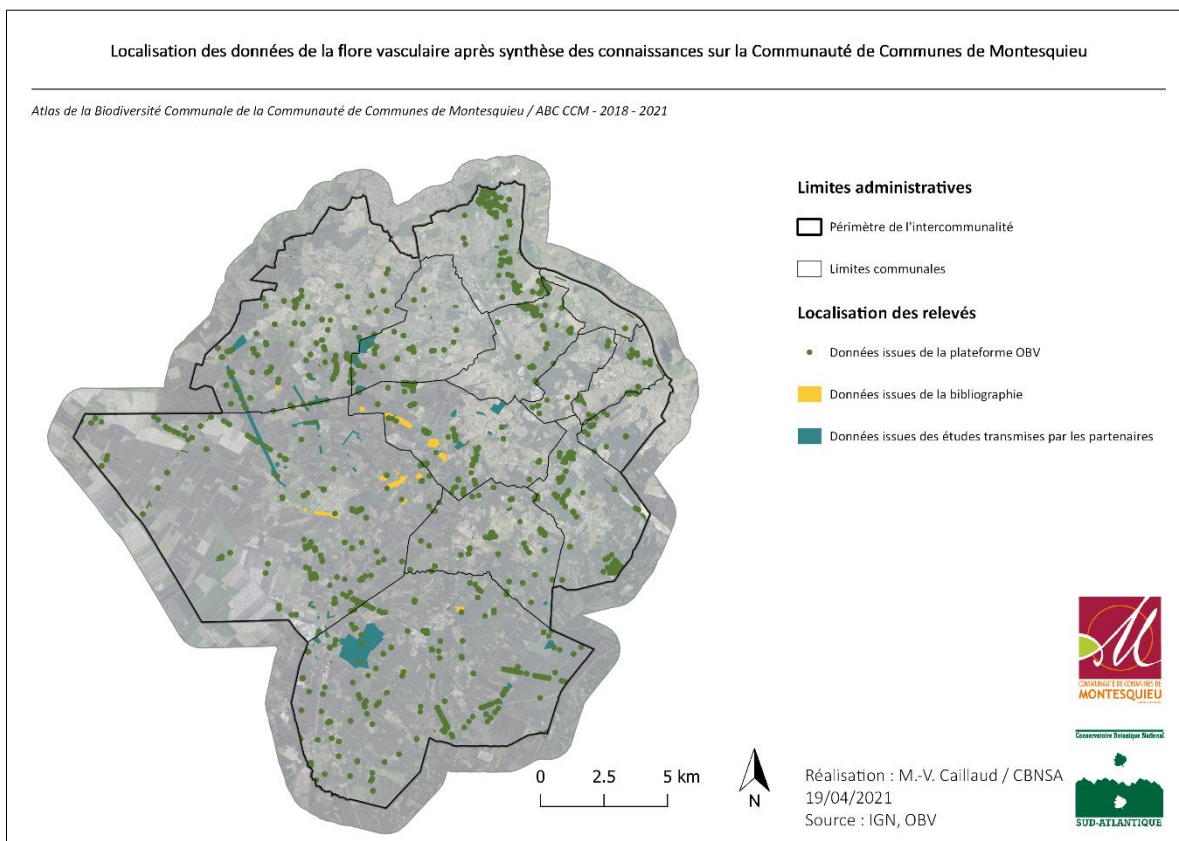 Localisation des données de la flore vasculaire après synthèse des connaissances sur la Communauté de Communes de Montesquieu
Atlas de la Biodiversité Communale de la Communauté de Communes de Montesquieu / ABC CCM - 2018 - 2021
Limites administratives
Périmètre de l'intercommunalité
Limites communales
Localisation des relevés
Données issues de la plateforme OBV
Données issues de la bibliographie
Données issues des études transmises par les partenaires
0 2.5 5 km
N
Réalisation : M.-V. Caillaud / CBNSA
19/04/2021
Source : IGN, OBV
M
COMMUNAUTÉ DE COMMUNES DE
MONTESQUIEU
Conservatoire Botanique National
SUD-ATLANTIQUE